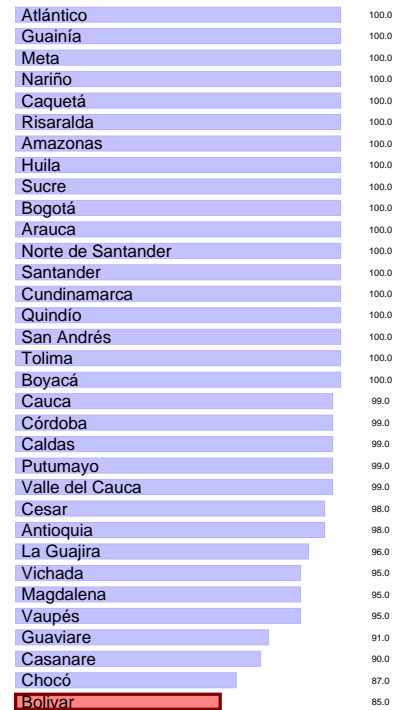 Atlántico 100.0
Guainía 100.0
Meta 100.0
Nariño 100.0
Caquetá 100.0
Risaralda 100.0
Amazonas 100.0
Huila 100.0
Sucre 100.0
Bogotá 100.0
Arauca 100.0
Norte de Santander 100.0
Santander 100.0
Cundinamarca 100.0
Quindío 100.0
San Andrés 100.0
Tolima 100.0
Boyacá 100.0
Cauca 99.0
Córdoba 99.0
Caldas 99.0
Putumayo 99.0
Valle del Cauca 99.0
Cesar 98.0
Antioquia 98.0
La Guajira 96.0
Vichada 95.0
Magdalena 95.0
Vaupés 95.0
Guaviare 91.0
Casanare 90.0
Chocó 87.0
Bolivar 85.0